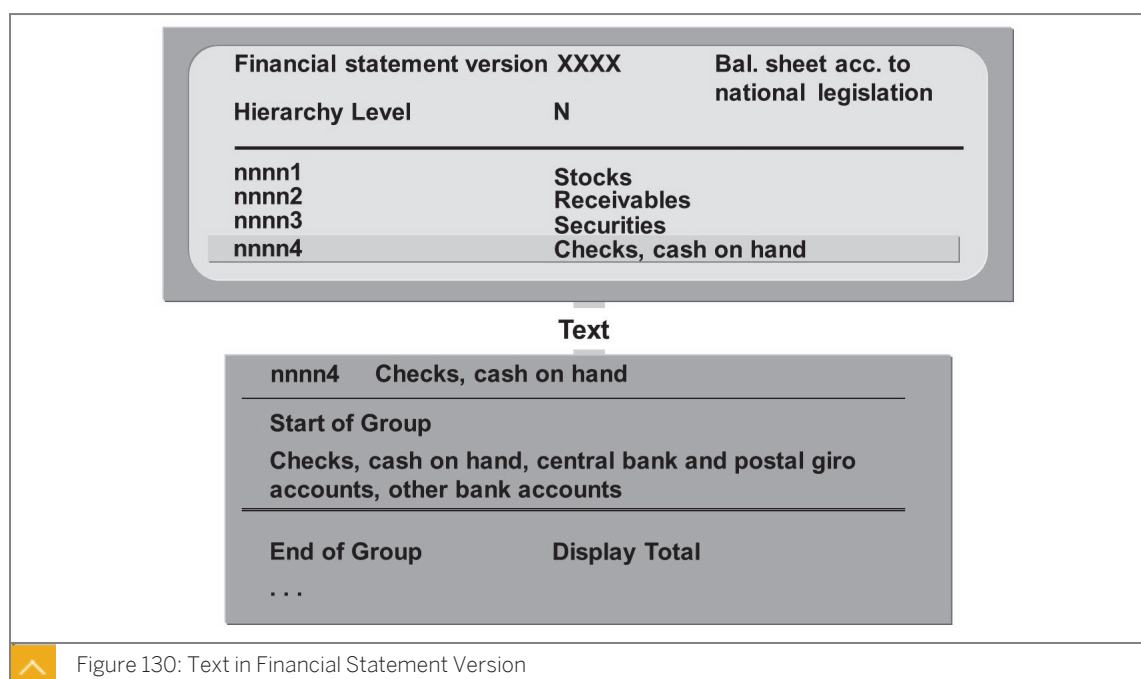 Financial statement version XXXX Bal. sheet acc. to
national legislation
Hierarchy Level N
nnnn1 Stocks
nnnn2 Receivables
nnnn3 Securities
nnnn4 Checks, cash on hand
Text
nnnn4 Checks, cash on hand
Start of Group
Checks, cash on hand, central bank and postal giro
accounts, other bank accounts
End of Group Display Total
. . .
Figure 130: Text in Financial Statement Version